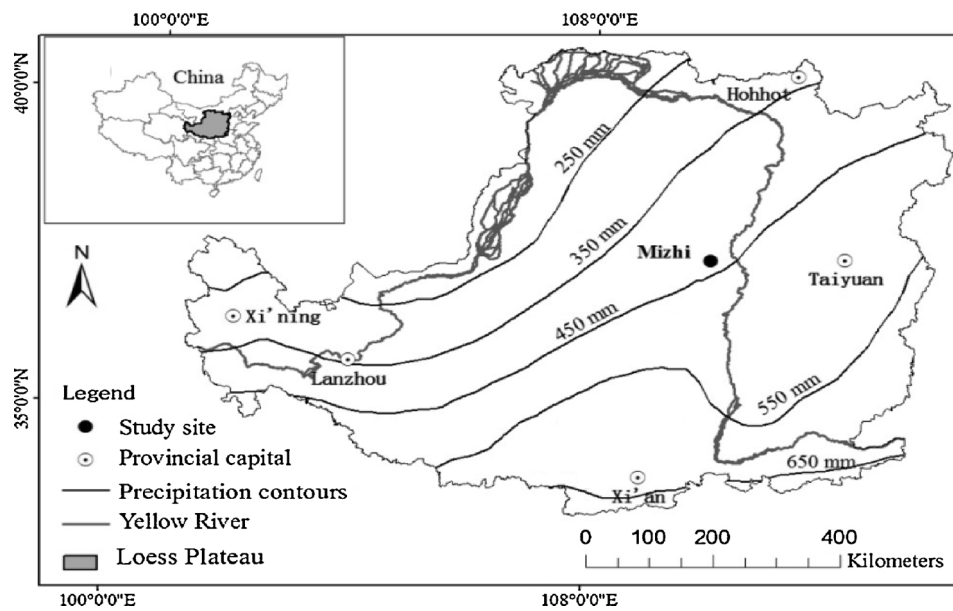 100°0'0"E
108°0'0"E
40°0'0"N
China
Hohhot
250 mm
350 mm
Mizhi
N
Taiyuan
Xi'ning
450 mm
Lanzhou
35°0'0"N
550 mm
Legend
Study site
Provincial capital
650 mm
Precipitation contours
Xi'an
Yellow River
0 100 200 400
Loess Plateau
Kilometers
100°0'0"E
108°0'0"E